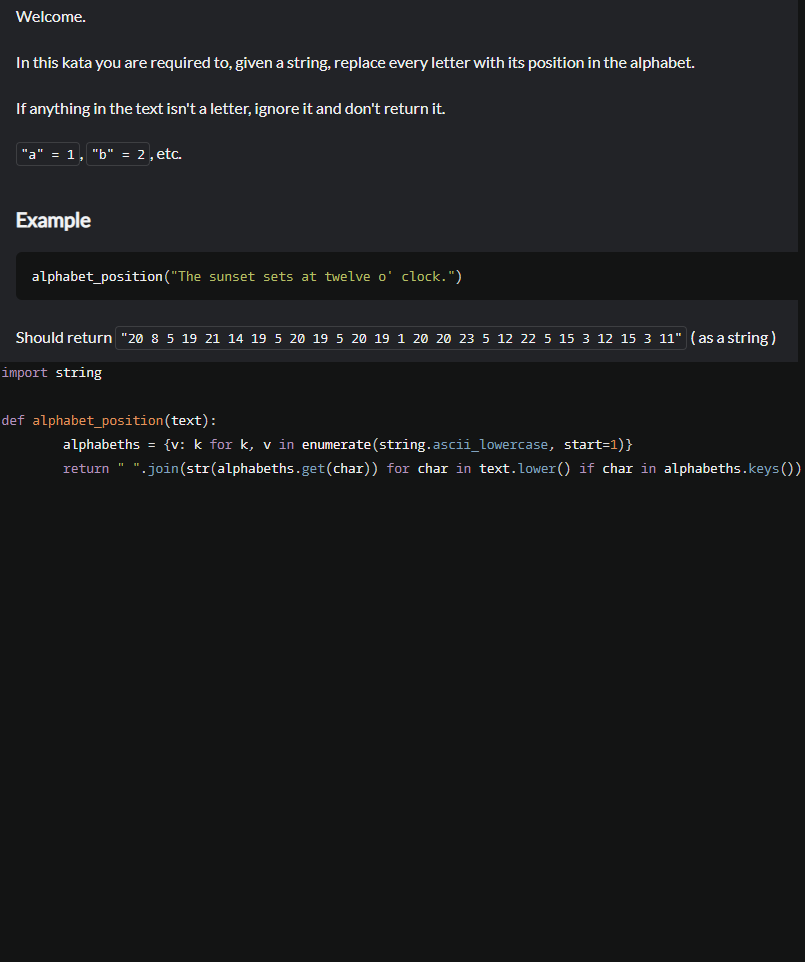 Welcome.
In this kata you are required to, given a string, replace every letter with its position in the alphabet.
If anything in the text isn't a letter, ignore it and don't return it.
"a" = 1, "b" = 2, etc.
Example
alphabet_position("The sunset sets at twelve o' clock.")
Should return "20 8 5 19 21 14 19 5 20 19 5 20 19 1 20 20 23 5 12 22 5 15 3 12 15 3 11" ( as a string )
import string
def alphabet_position(text):
alphabeths = {v: k for k, v in enumerate(string.ascii_lowercase, start=1)}
return " ".join(str(alphabeths.get(char)) for char in text.lower() if char in alphabeths.keys())